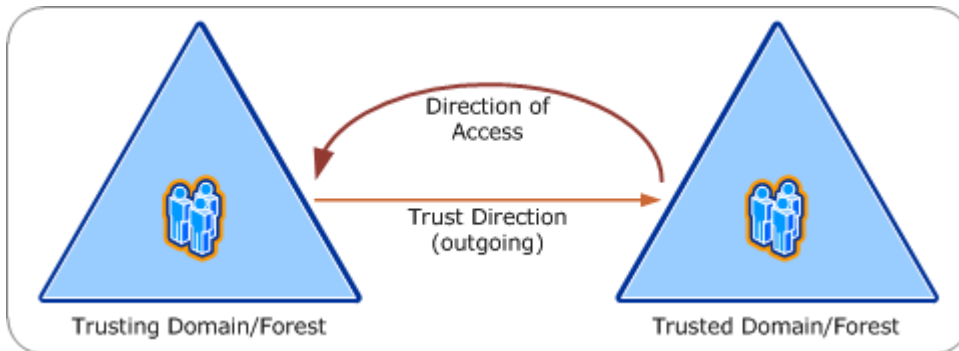 Direction of
Access
Trust Direction
(outgoing)
Trusting Domain/Forest
Trusted Domain/Forest